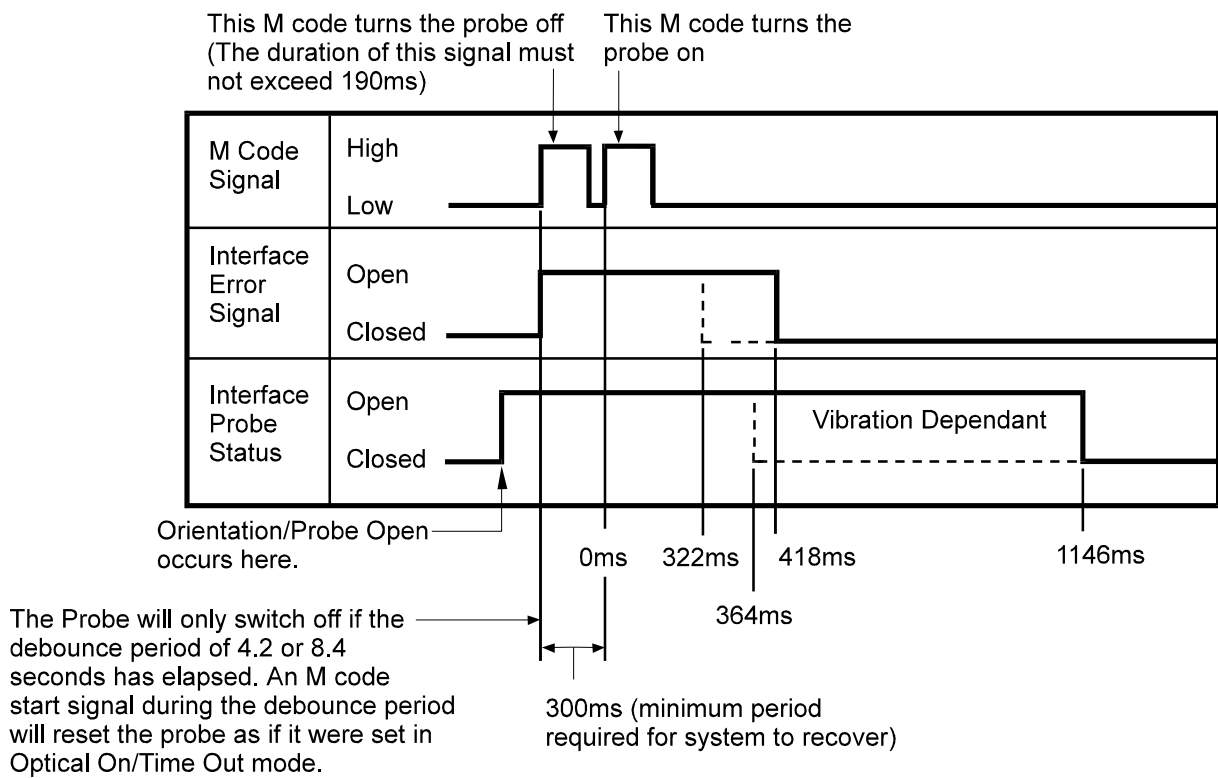 This M code turns the probe off
(The duration of this signal must
not exceed 190ms)
This M code turns the
probe on
M Code
Signal
High
Low
Interface
Error
Signal
Open
Closed
Interface
Probe
Status
Open
Closed
Vibration Dependant
Orientation/Probe Open
occurs here.
0ms
322ms
418ms
1146ms
364ms
The Probe will only switch off if the
debounce period of 4.2 or 8.4
seconds has elapsed. An M code
start signal during the debounce period
will reset the probe as if it were set in
Optical On/Time Out mode.
300ms (minimum period
required for system to recover)